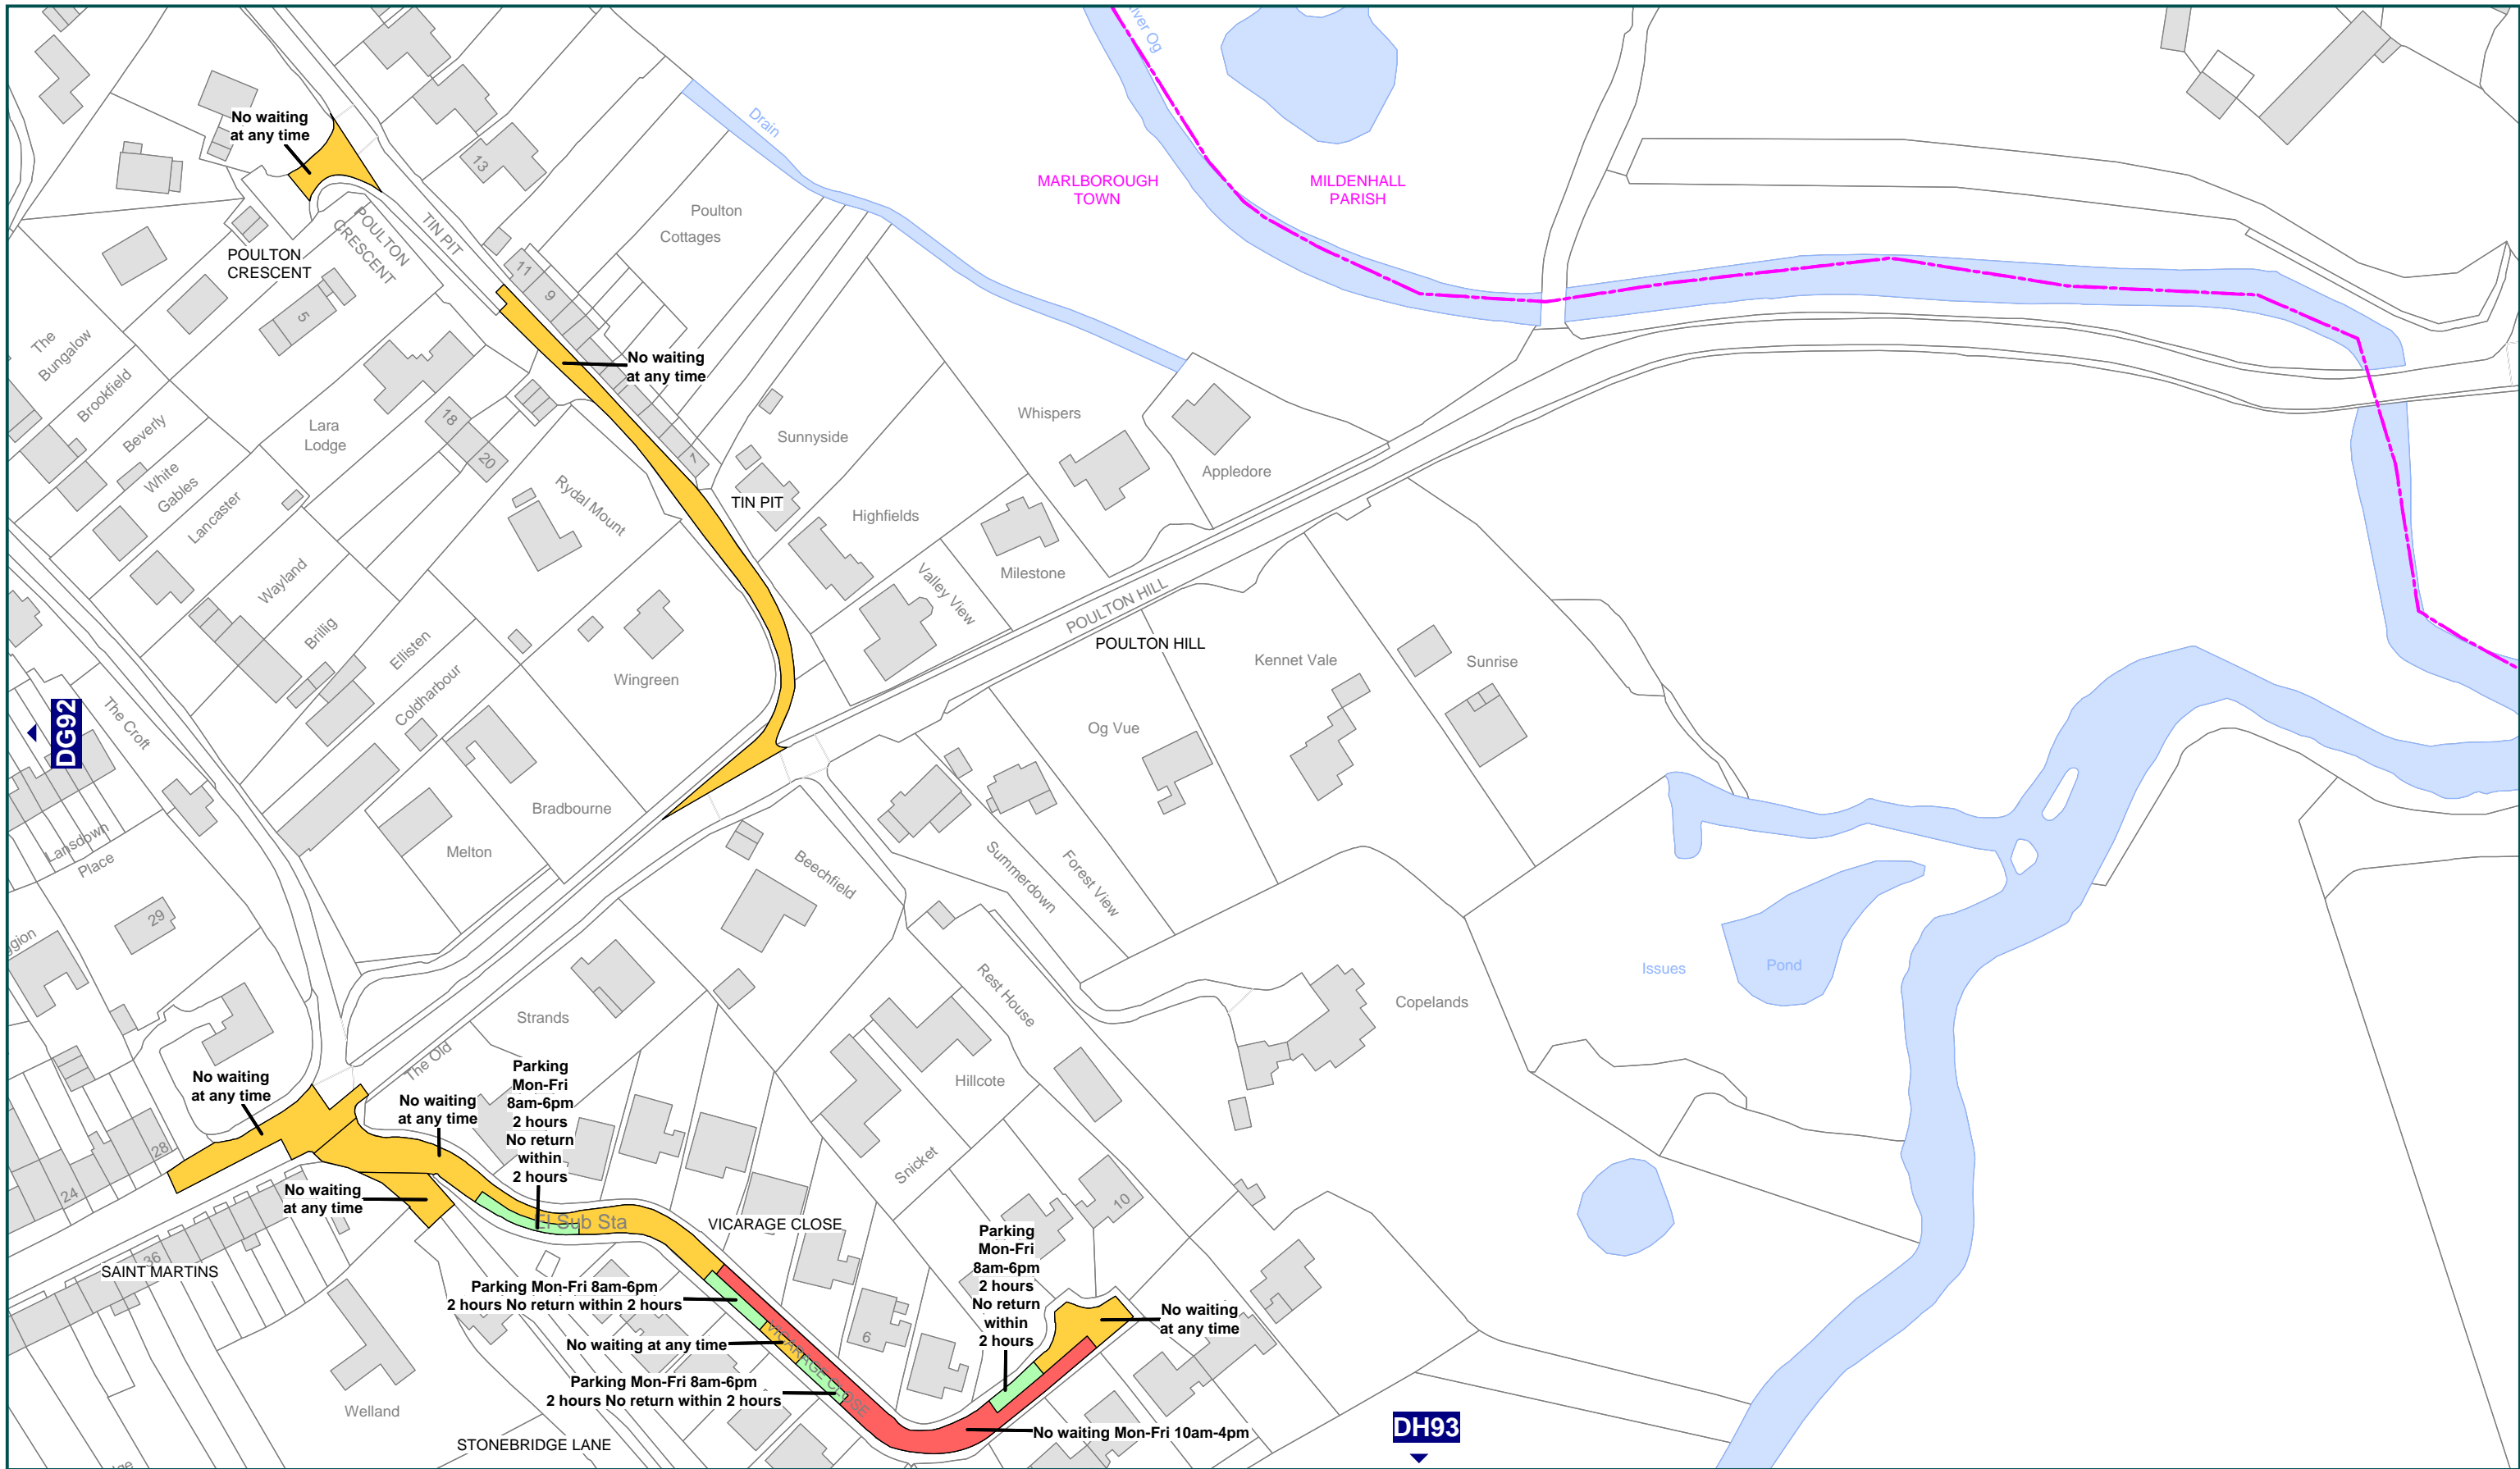 River Og
Drain
No waiting
at any time
13
MARLBOROUGH
TOWN
MILDENHALL
PARISH
POULTON
CRESCENT
TIN PIT
Poulton
Cottages
POULTON
CRESCENT
11
9
5
The
Bungalow
No waiting
at any time
Brookfield
Beverly
18
Lara
Lodge
20
7
Sunnyside
Whispers
Appledore
White
Gables
Lancaster
Rydal Mount
TIN PIT
Highfields
Valley View
Milestone
Wayland
Brillig
Ellisten
Coldharbour
Wingreen
POULTON HILL
POULTON HILL
Kennet Vale
Sunrise
Og Vue
DG92
The Croft
Bradbourne
Melton
Lansdown
Place
29
Beechfield
Summerdown
Forest View
Rest House
Issues
Pond
Copelands
Strands
The Old
Hillcote
Snicket
No waiting
at any time
No waiting
at any time
Parking
Mon-Fri
8am-6pm
2 hours
No return
within
2 hours
28
24
36
No waiting
at any time
El Sub Sta
VICARAGE CLOSE
10
SAINT MARTINS
Parking Mon-Fri 8am-6pm
2 hours No return within 2 hours
Parking
Mon-Fri
8am-6pm
2 hours
No return
within
2 hours
No waiting
at any time
No waiting at any time
VICARAGE CLOSE
6
Parking Mon-Fri 8am-6pm
2 hours No return within 2 hours
Welland
STONEBRIDGE LANE
No waiting Mon-Fri 10am-4pm
DH93